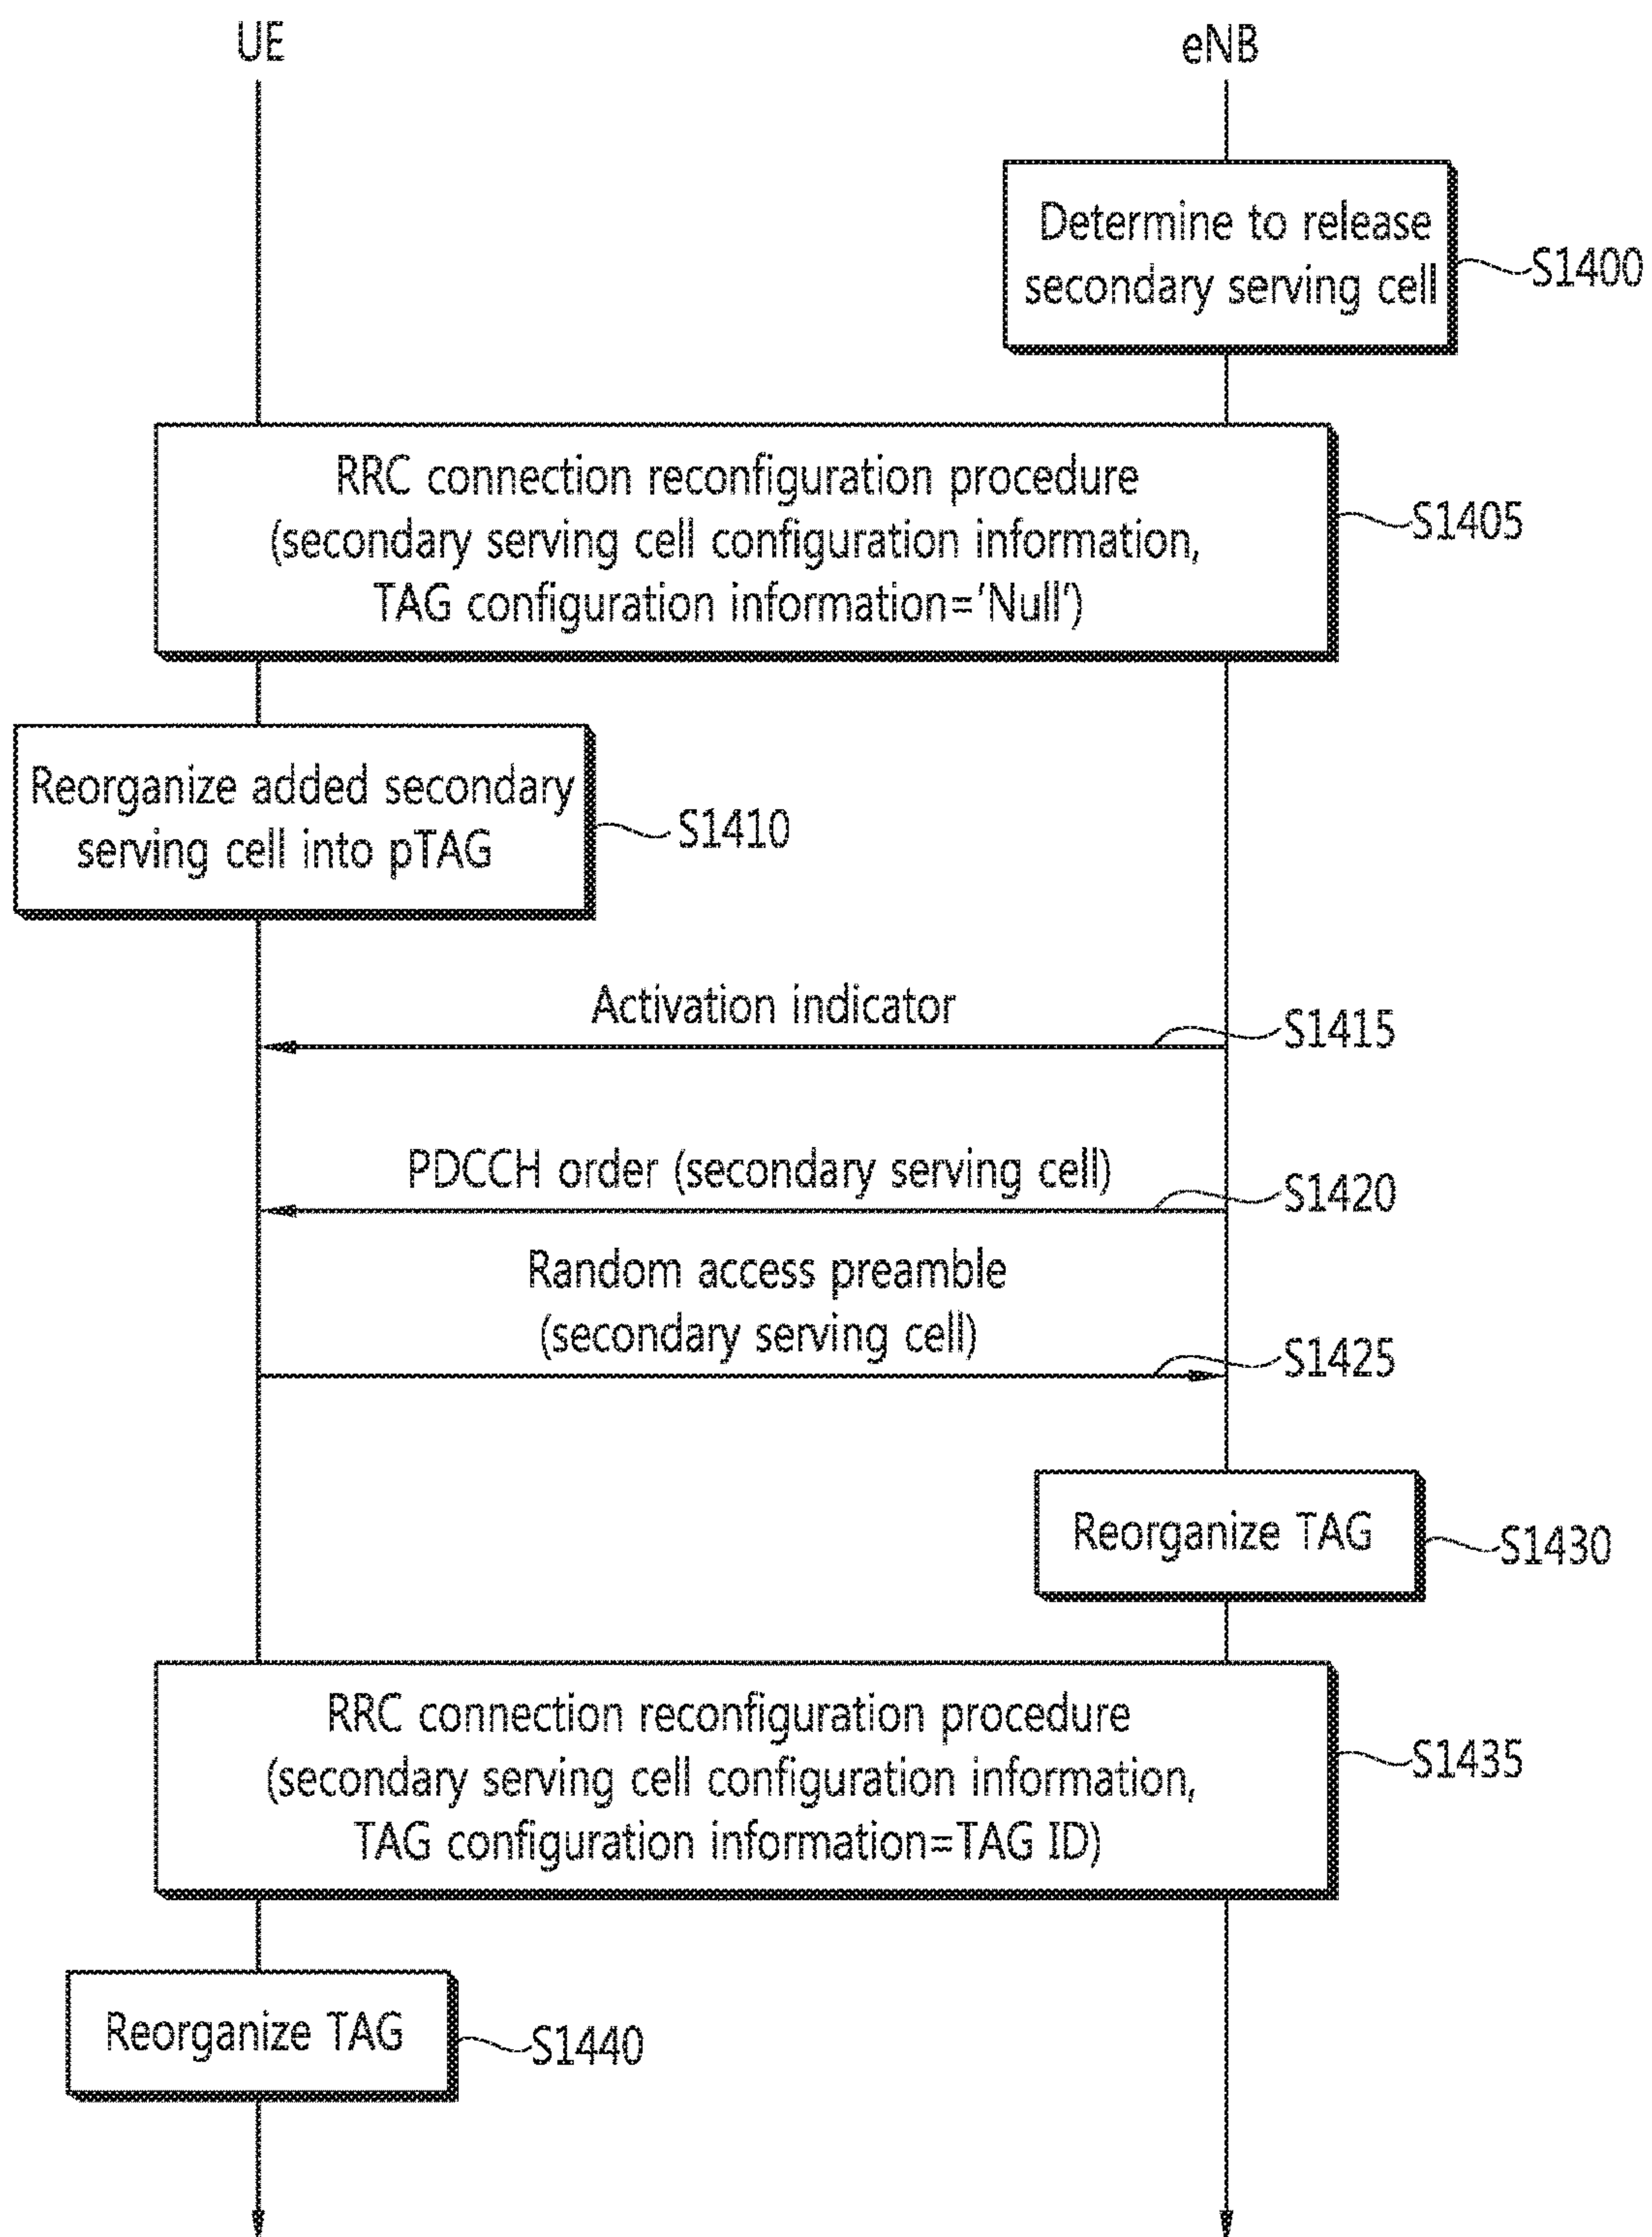 UE
eNB
Determine to release
secondary serving cell
S1400
RRC connection reconfiguration procedure
(secondary serving cell configuration information,
TAG configuration information='Null')
S1405
Reorganize added secondary
serving cell into pTAG
S1410
Activation indicator
S1415
PDCCH order (secondary serving cell)
S1420
Random access preamble
(secondary serving cell)
S1425
Reorganize TAG
S1430
RRC connection reconfiguration procedure
(secondary serving cell configuration information,
TAG configuration information=TAG ID)
S1435
Reorganize TAG
S1440